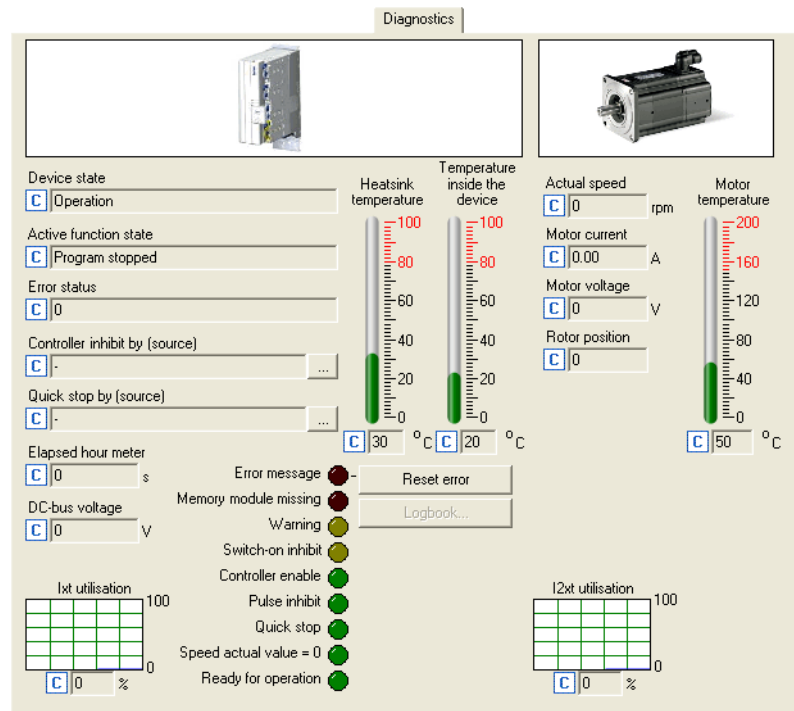 Diagnostics
Device state
C Operation
Active function state
C Program stopped
Error status
C 0
Controller inhibit by (source)
C - ...
Quick stop by (source)
C - ...
Elapsed hour meter
C 0 s
DC-bus voltage
C 0 V
Heatsink
temperature
100
80
60
40
20
0
C 30 °C
Temperature
inside the
device
100
80
60
40
20
0
C 20 °C
Actual speed
C 0 rpm
Motor current
C 0.00 A
Motor voltage
C 0 V
Rotor position
C 0
Motor
temperature
200
160
120
80
40
0
C 50 °C
Error message -
Memory module missing
Warning
Switch-on inhibit
Controller enable
Pulse inhibit
Quick stop
Speed actual value = 0
Ready for operation
Reset error
Logbook...
Ixt utilisation
100
0
C 0 %
I2xt utilisation
100
0
C 0 %